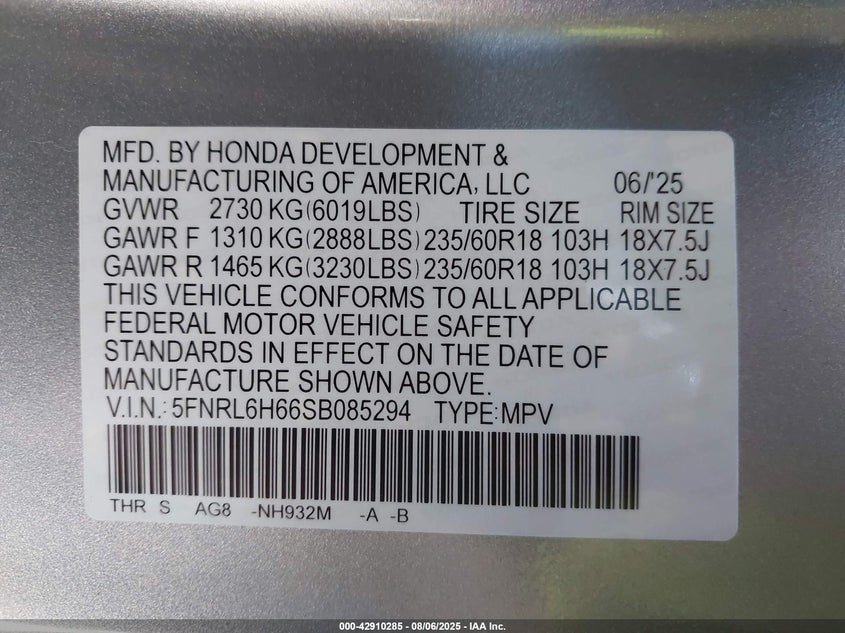 MFD. BY HONDA DEVELOPMENT &
MANUFACTURING OF AMERICA, LLC 06/'25
GVWR 2730 KG(6019LBS) TIRE SIZE RIM SIZE
GAWR F 1310 KG(2888LBS) 235/60R18 103H 18X7.5J
GAWR R 1465 KG(3230LBS) 235/60R18 103H 18X7.5J
THIS VEHICLE CONFORMS TO ALL APPLICABLE
FEDERAL MOTOR VEHICLE SAFETY
STANDARDS IN EFFECT ON THE DATE OF
MANUFACTURE SHOWN ABOVE.
V.I.N.: 5FNRL6H66SB085294 TYPE:MPV
THR S AG8 -NH932M -A -B
000-42910285 - 08/06/2025 - IAA Inc.